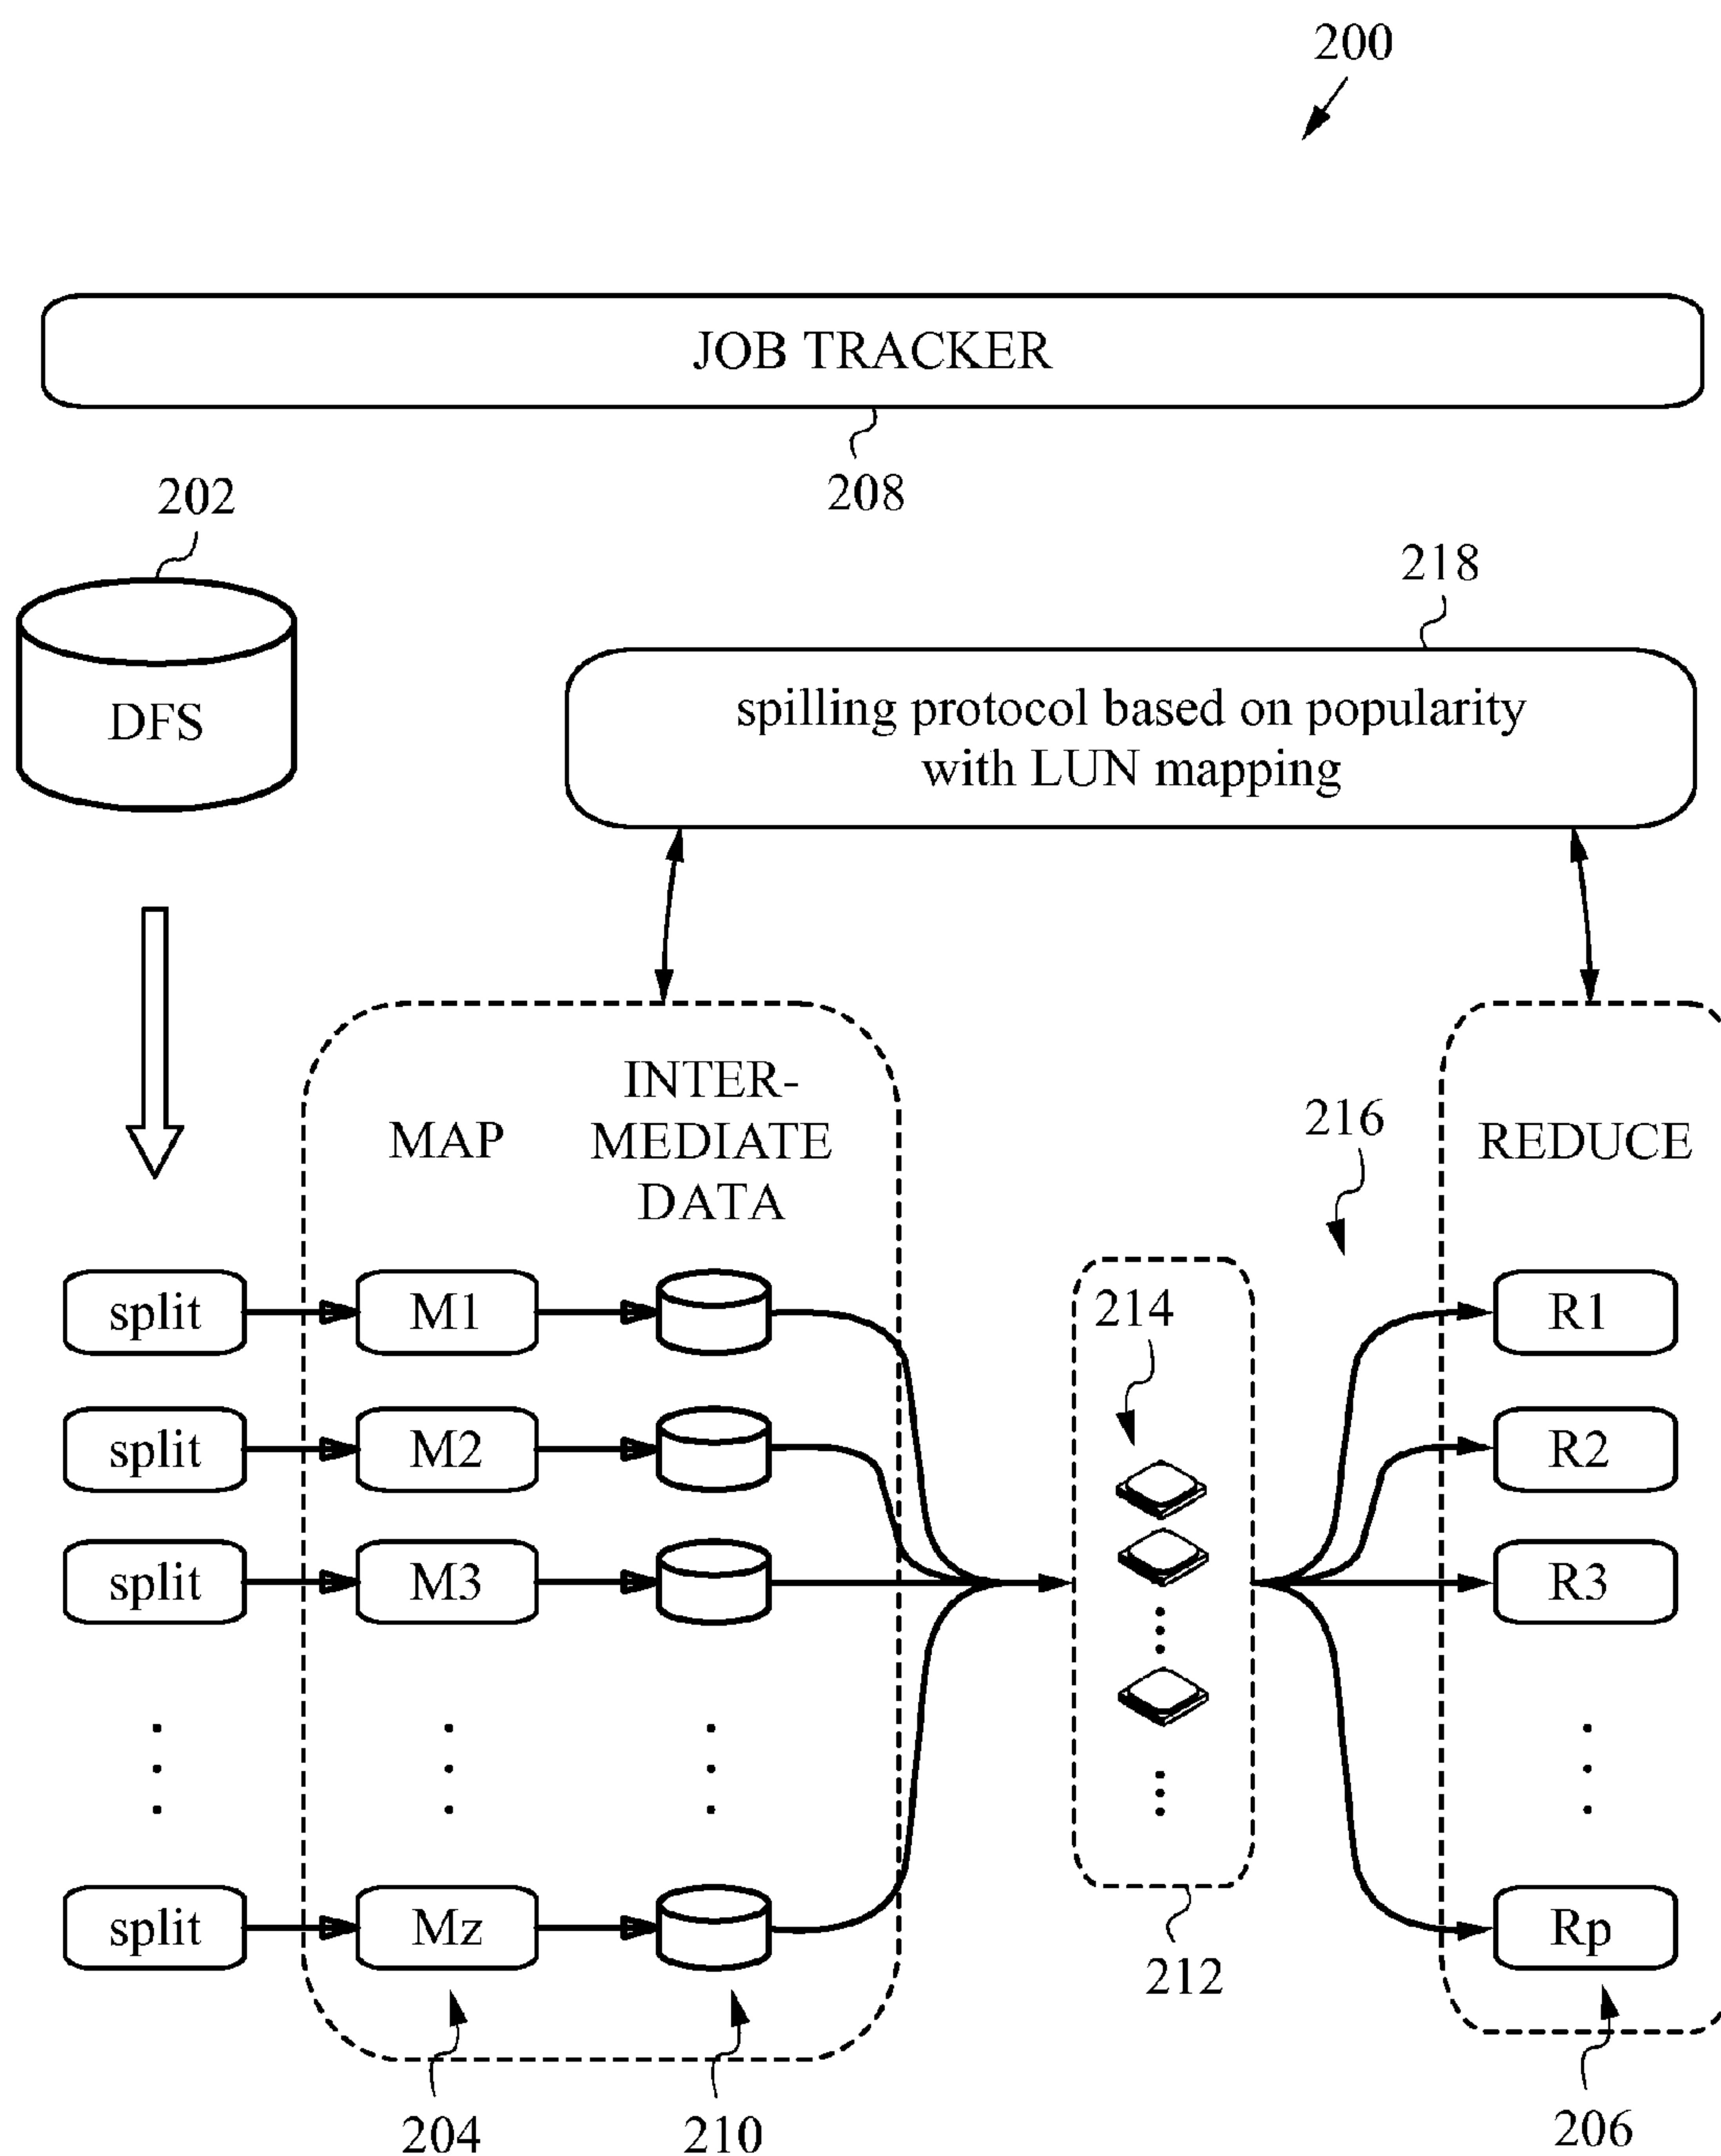 200
JOB TRACKER
208
202
218
DFS
spilling protocol based on popularity
with LUN mapping
INTER-
MAP MEDIATE
DATA
216
REDUCE
214
split M1 R1
split M2 R2
split M3 R3
split Mz Rp
212
204 210 206